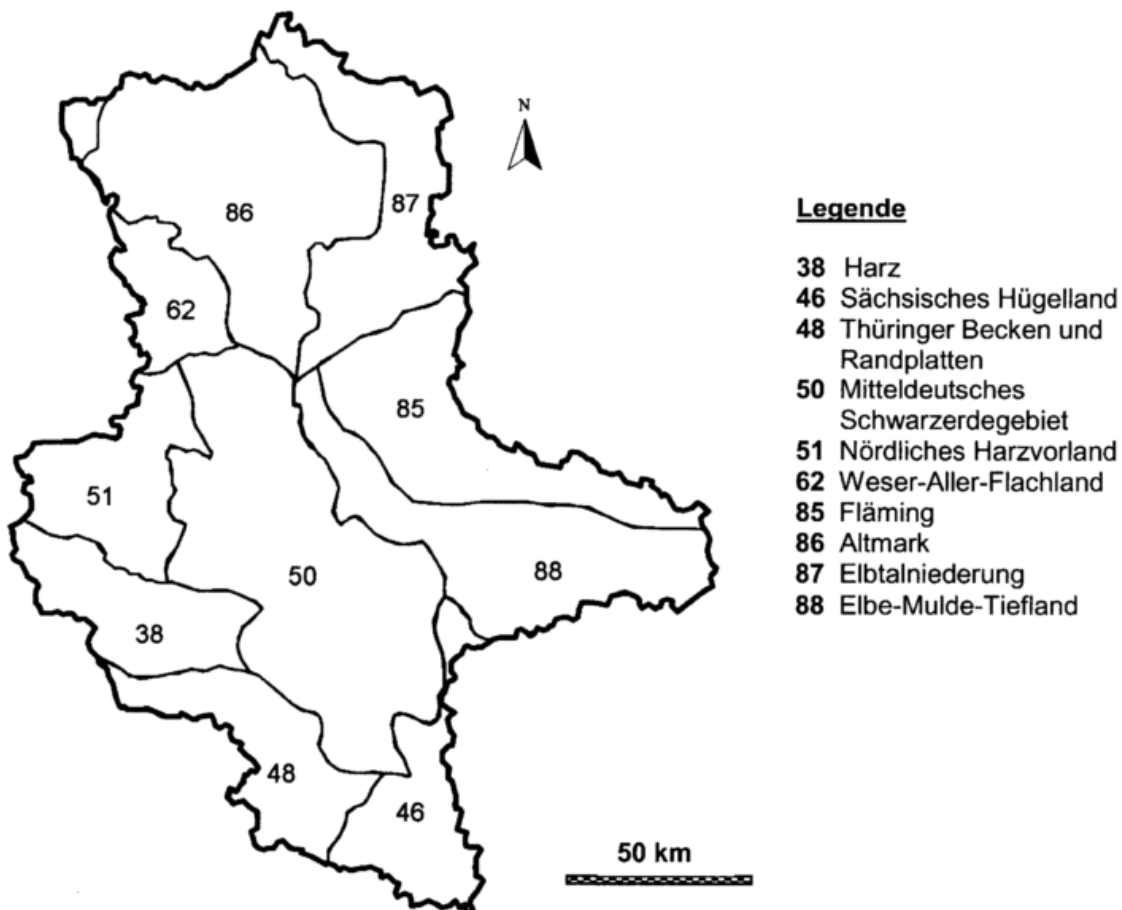 N
86
87
62
85
51
50
88
38
48
46
Legende
38 Harz
46 Sächsisches Hügelland
48 Thüringer Becken und
Randplatten
50 Mitteldeutsches
Schwarzerdegebiet
51 Nördliches Harzvorland
62 Weser-Aller-Flachland
85 Fläming
86 Altmark
87 Elbtalniederung
88 Elbe-Mulde-Tiefland
50 km